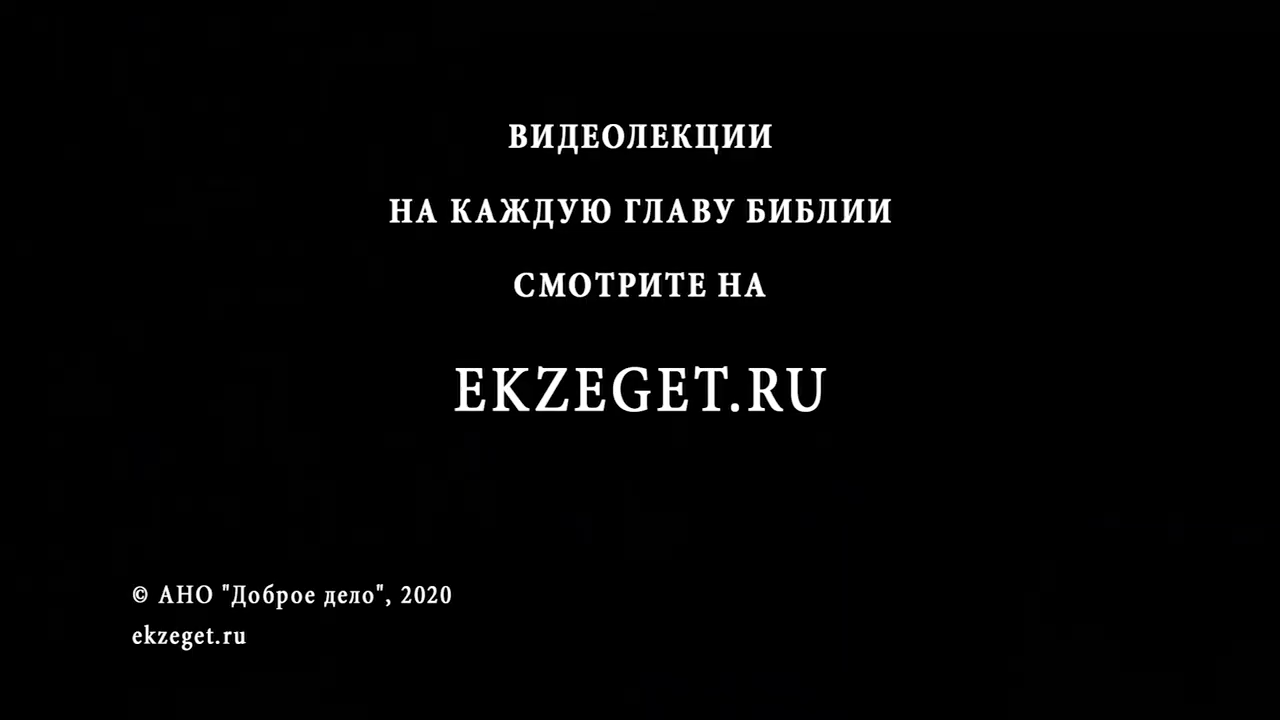 ВИДЕОЛЕКЦИИ
НА КАЖДУЮ ГЛАВУ БИБЛИИ
СМОТРИТЕ НА
EKZEGET.RU
© АНО "Доброе дело", 2020
ekzeget.ru